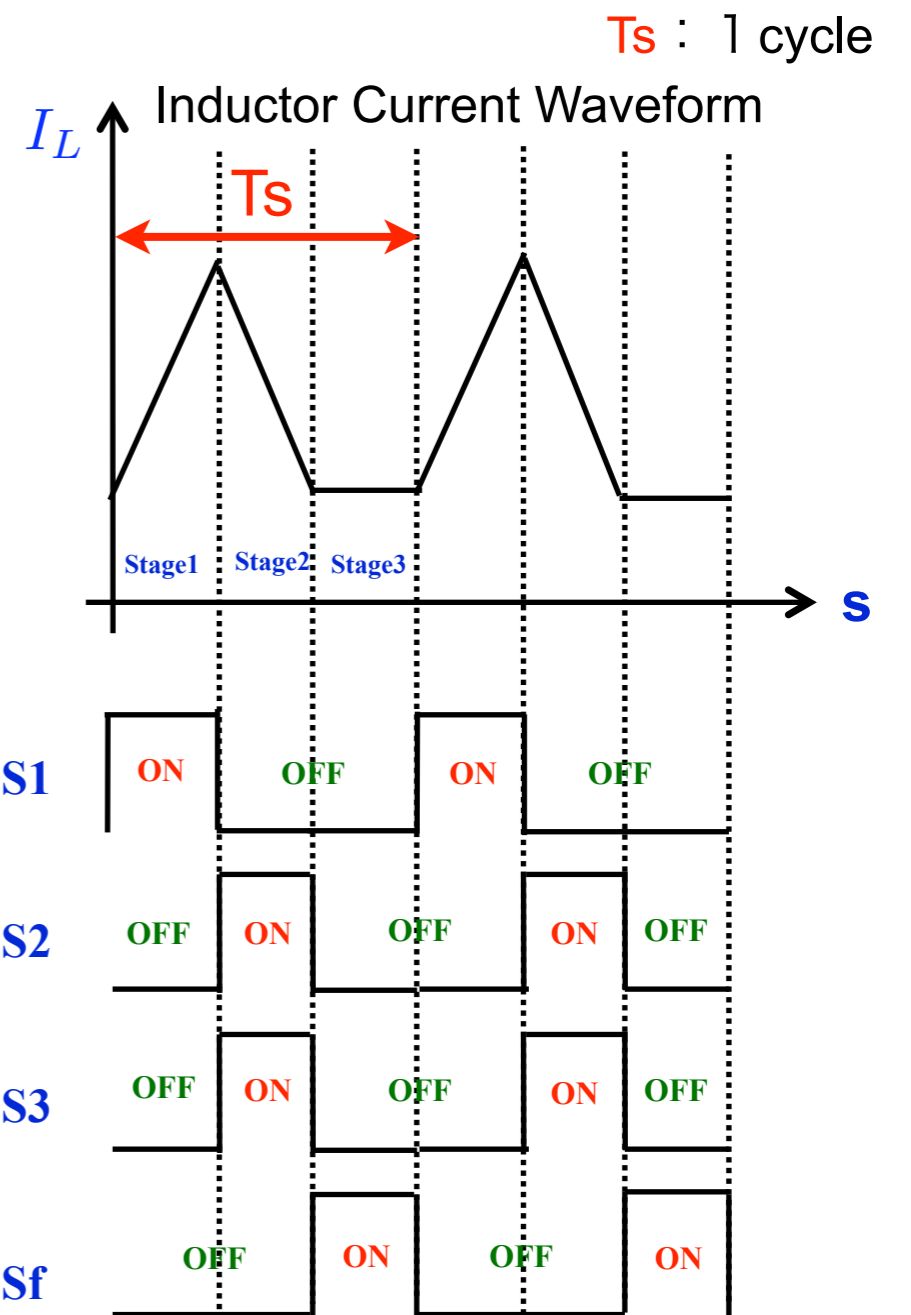 Ts： 1 cycle
Inductor Current Waveform
I_L
Ts
Stage1 Stage2 Stage3
s
S1 ON OFF ON OFF
S2 OFF ON OFF ON OFF
S3 OFF ON OFF ON OFF
Sf OFF ON OFF ON